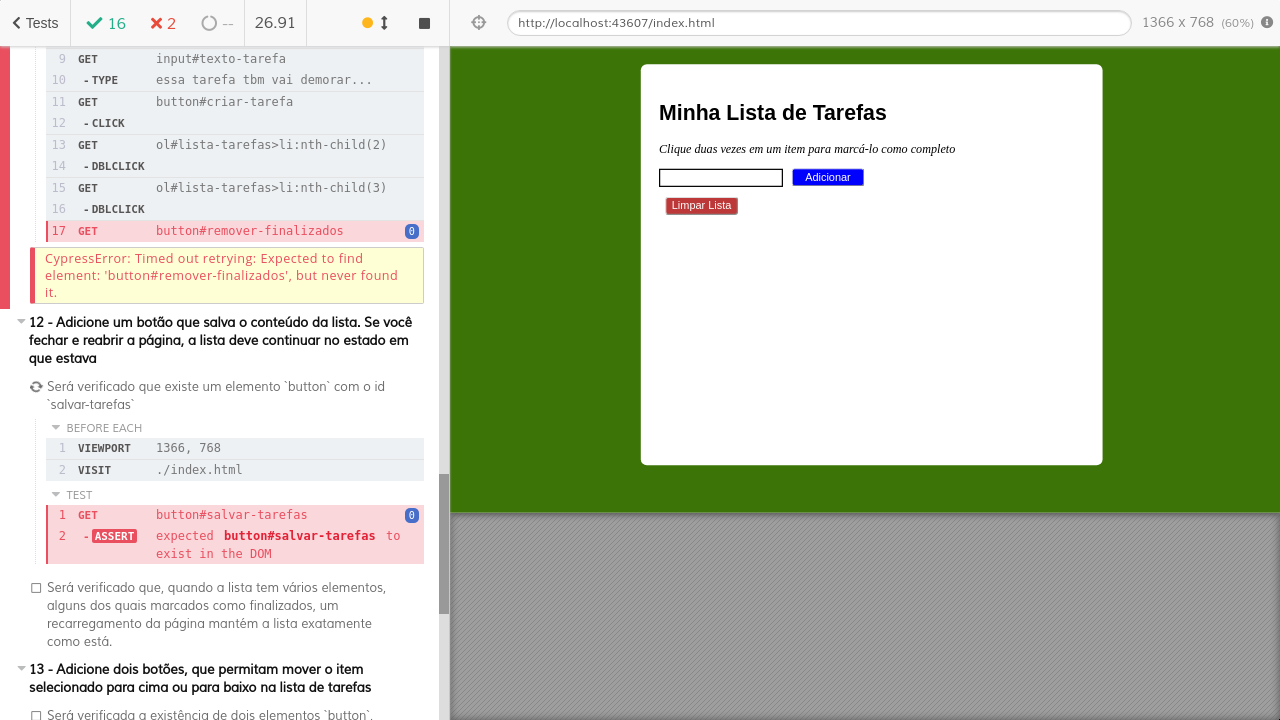 Tests
16
2
--
26.91
http://localhost:43607/index.html
1366 x 768 (60%)
9 GET input#texto-tarefa
10 - TYPE essa tarefa tbm vai demorar...
11 GET button#criar-tarefa
12 - CLICK
13 GET ol#lista-tarefas>li:nth-child(2)
14 - DBLCLICK
15 GET ol#lista-tarefas>li:nth-child(3)
16 - DBLCLICK
17 GET button#remover-finalizados 0
CypressError: Timed out retrying: Expected to find
element: 'button#remover-finalizados', but never found
it.
12 - Adicione um botão que salva o conteúdo da lista. Se você
fechar e reabrir a página, a lista deve continuar no estado em
que estava
Será verificado que existe um elemento `button` com o id
`salvar-tarefas`
BEFORE EACH
1 VIEWPORT 1366, 768
2 VISIT ./index.html
TEST
1 GET button#salvar-tarefas 0
2 - ASSERT expected button#salvar-tarefas to
exist in the DOM
Será verificado que, quando a lista tem vários elementos,
alguns dos quais marcados como finalizados, um
recarregamento da página mantém a lista exatamente
como está.
13 - Adicione dois botões, que permitam mover o item
selecionado para cima ou para baixo na lista de tarefas
Será verificada a existência de dois elementos `button`,
Minha Lista de Tarefas
Clique duas vezes em um item para marcá-lo como completo
Adicionar
Limpar Lista